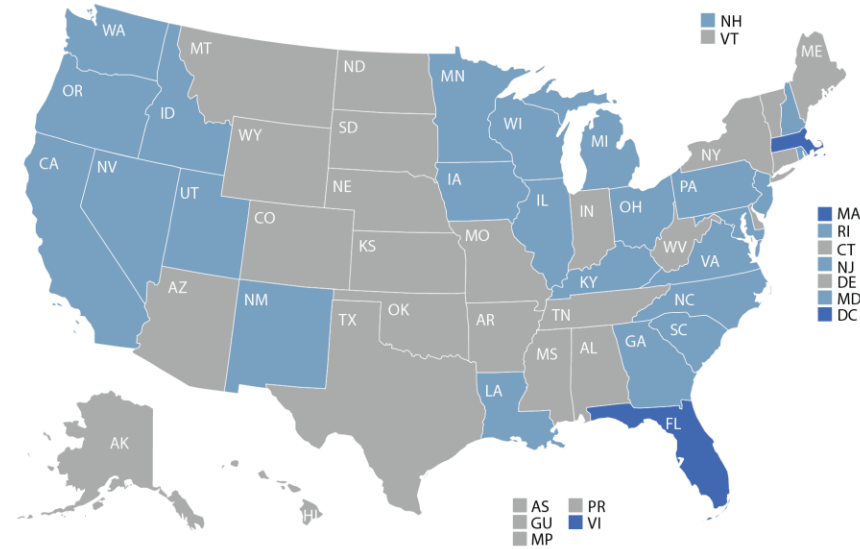 NH
VT
WA
MT
ND
MN
ME
OR
ID
WY
SD
WI
MI
NY
CA
NV
UT
CO
NE
IA
IL
IN
OH
PA
MA
RI
CT
NJ
DE
MD
DC
KS
MO
KY
WV
VA
AZ
NM
TX
OK
AR
TN
NC
SC
MS
AL
GA
LA
FL
AK
HI
AS
PR
GU
VI
MP